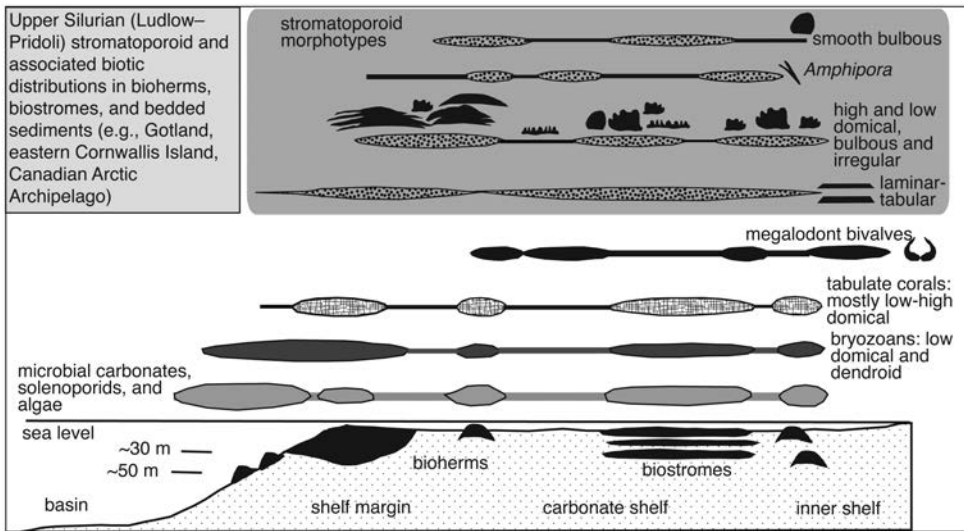 Upper Silurian (Ludlow–
Pridoli) stromatoporoid and
associated biotic
distributions in bioherms,
biostromes, and bedded
sediments (e.g., Gotland,
eastern Cornwallis Island,
Canadian Arctic
Archipelago)
stromatoporoid
morphotypes
smooth bulbous
Amphipora
high and low
domical,
bulbous and
irregular
laminar-
tabular
megalodont bivalves
tabulate corals:
mostly low-high
domical
bryozoans: low
domical and
dendroid
microbial carbonates,
solenoporids, and
algae
sea level
~30 m
~50 m
bioherms
biostromes
basin
shelf margin
carbonate shelf
inner shelf